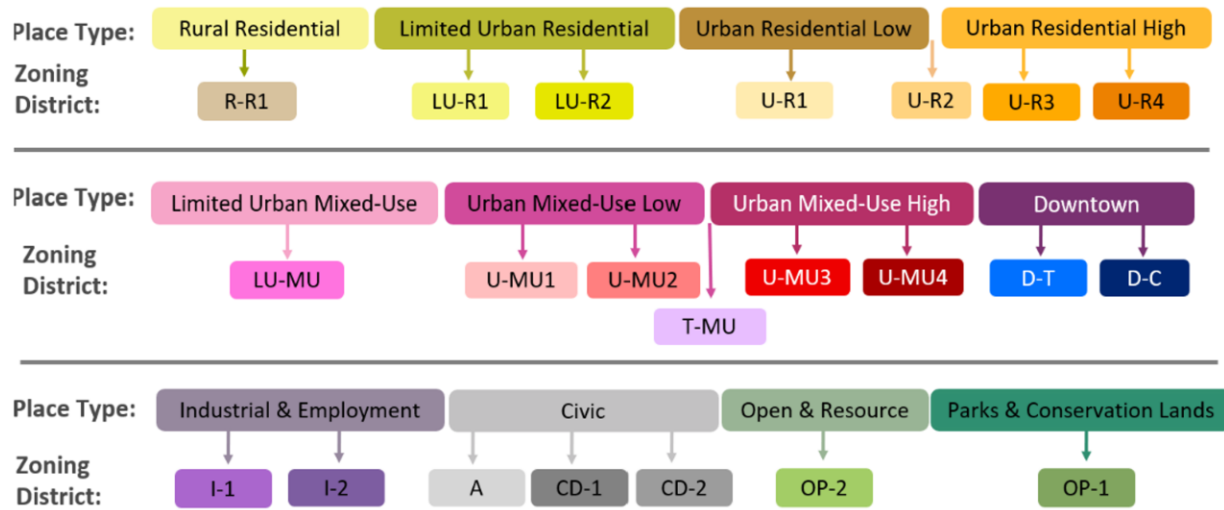 Place Type: Rural Residential Limited Urban Residential Urban Residential Low Urban Residential High
Zoning
District: R-R1 LU-R1 LU-R2 U-R1 U-R2 U-R3 U-R4
Place Type: Limited Urban Mixed-Use Urban Mixed-Use Low Urban Mixed-Use High Downtown
Zoning
District: LU-MU U-MU1 U-MU2 U-MU3 U-MU4 D-T D-C
T-MU
Place Type: Industrial & Employment Civic Open & Resource Parks & Conservation Lands
Zoning
District: I-1 I-2 A CD-1 CD-2 OP-2 OP-1